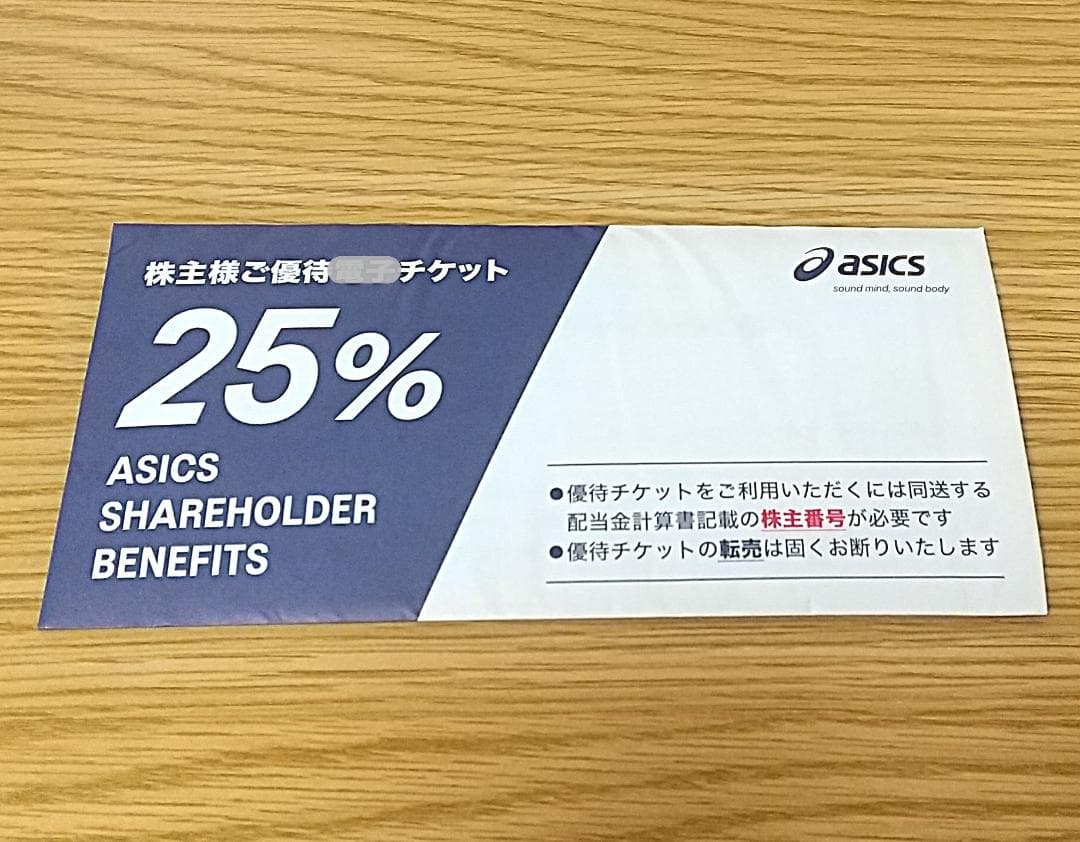 株主様ご優待電子チケット
25%
ASICS
SHAREHOLDER
BENEFITS
asics
sound mind, sound body
●優待チケットをご利用いただくには同送する
配当金計算書記載の株主番号が必要です
●優待チケットの転売は固くお断りいたします